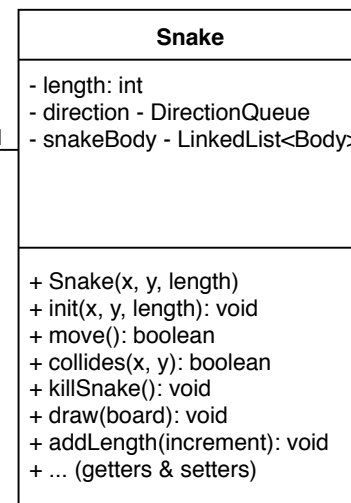 Snake
- length: int
- direction - DirectionQueue
- snakeBody - LinkedList<Body>
+ Snake(x, y, length)
+ init(x, y, length): void
+ move(): boolean
+ collides(x, y): boolean
+ killSnake(): void
+ draw(board): void
+ addLength(increment): void
+ ... (getters & setters)